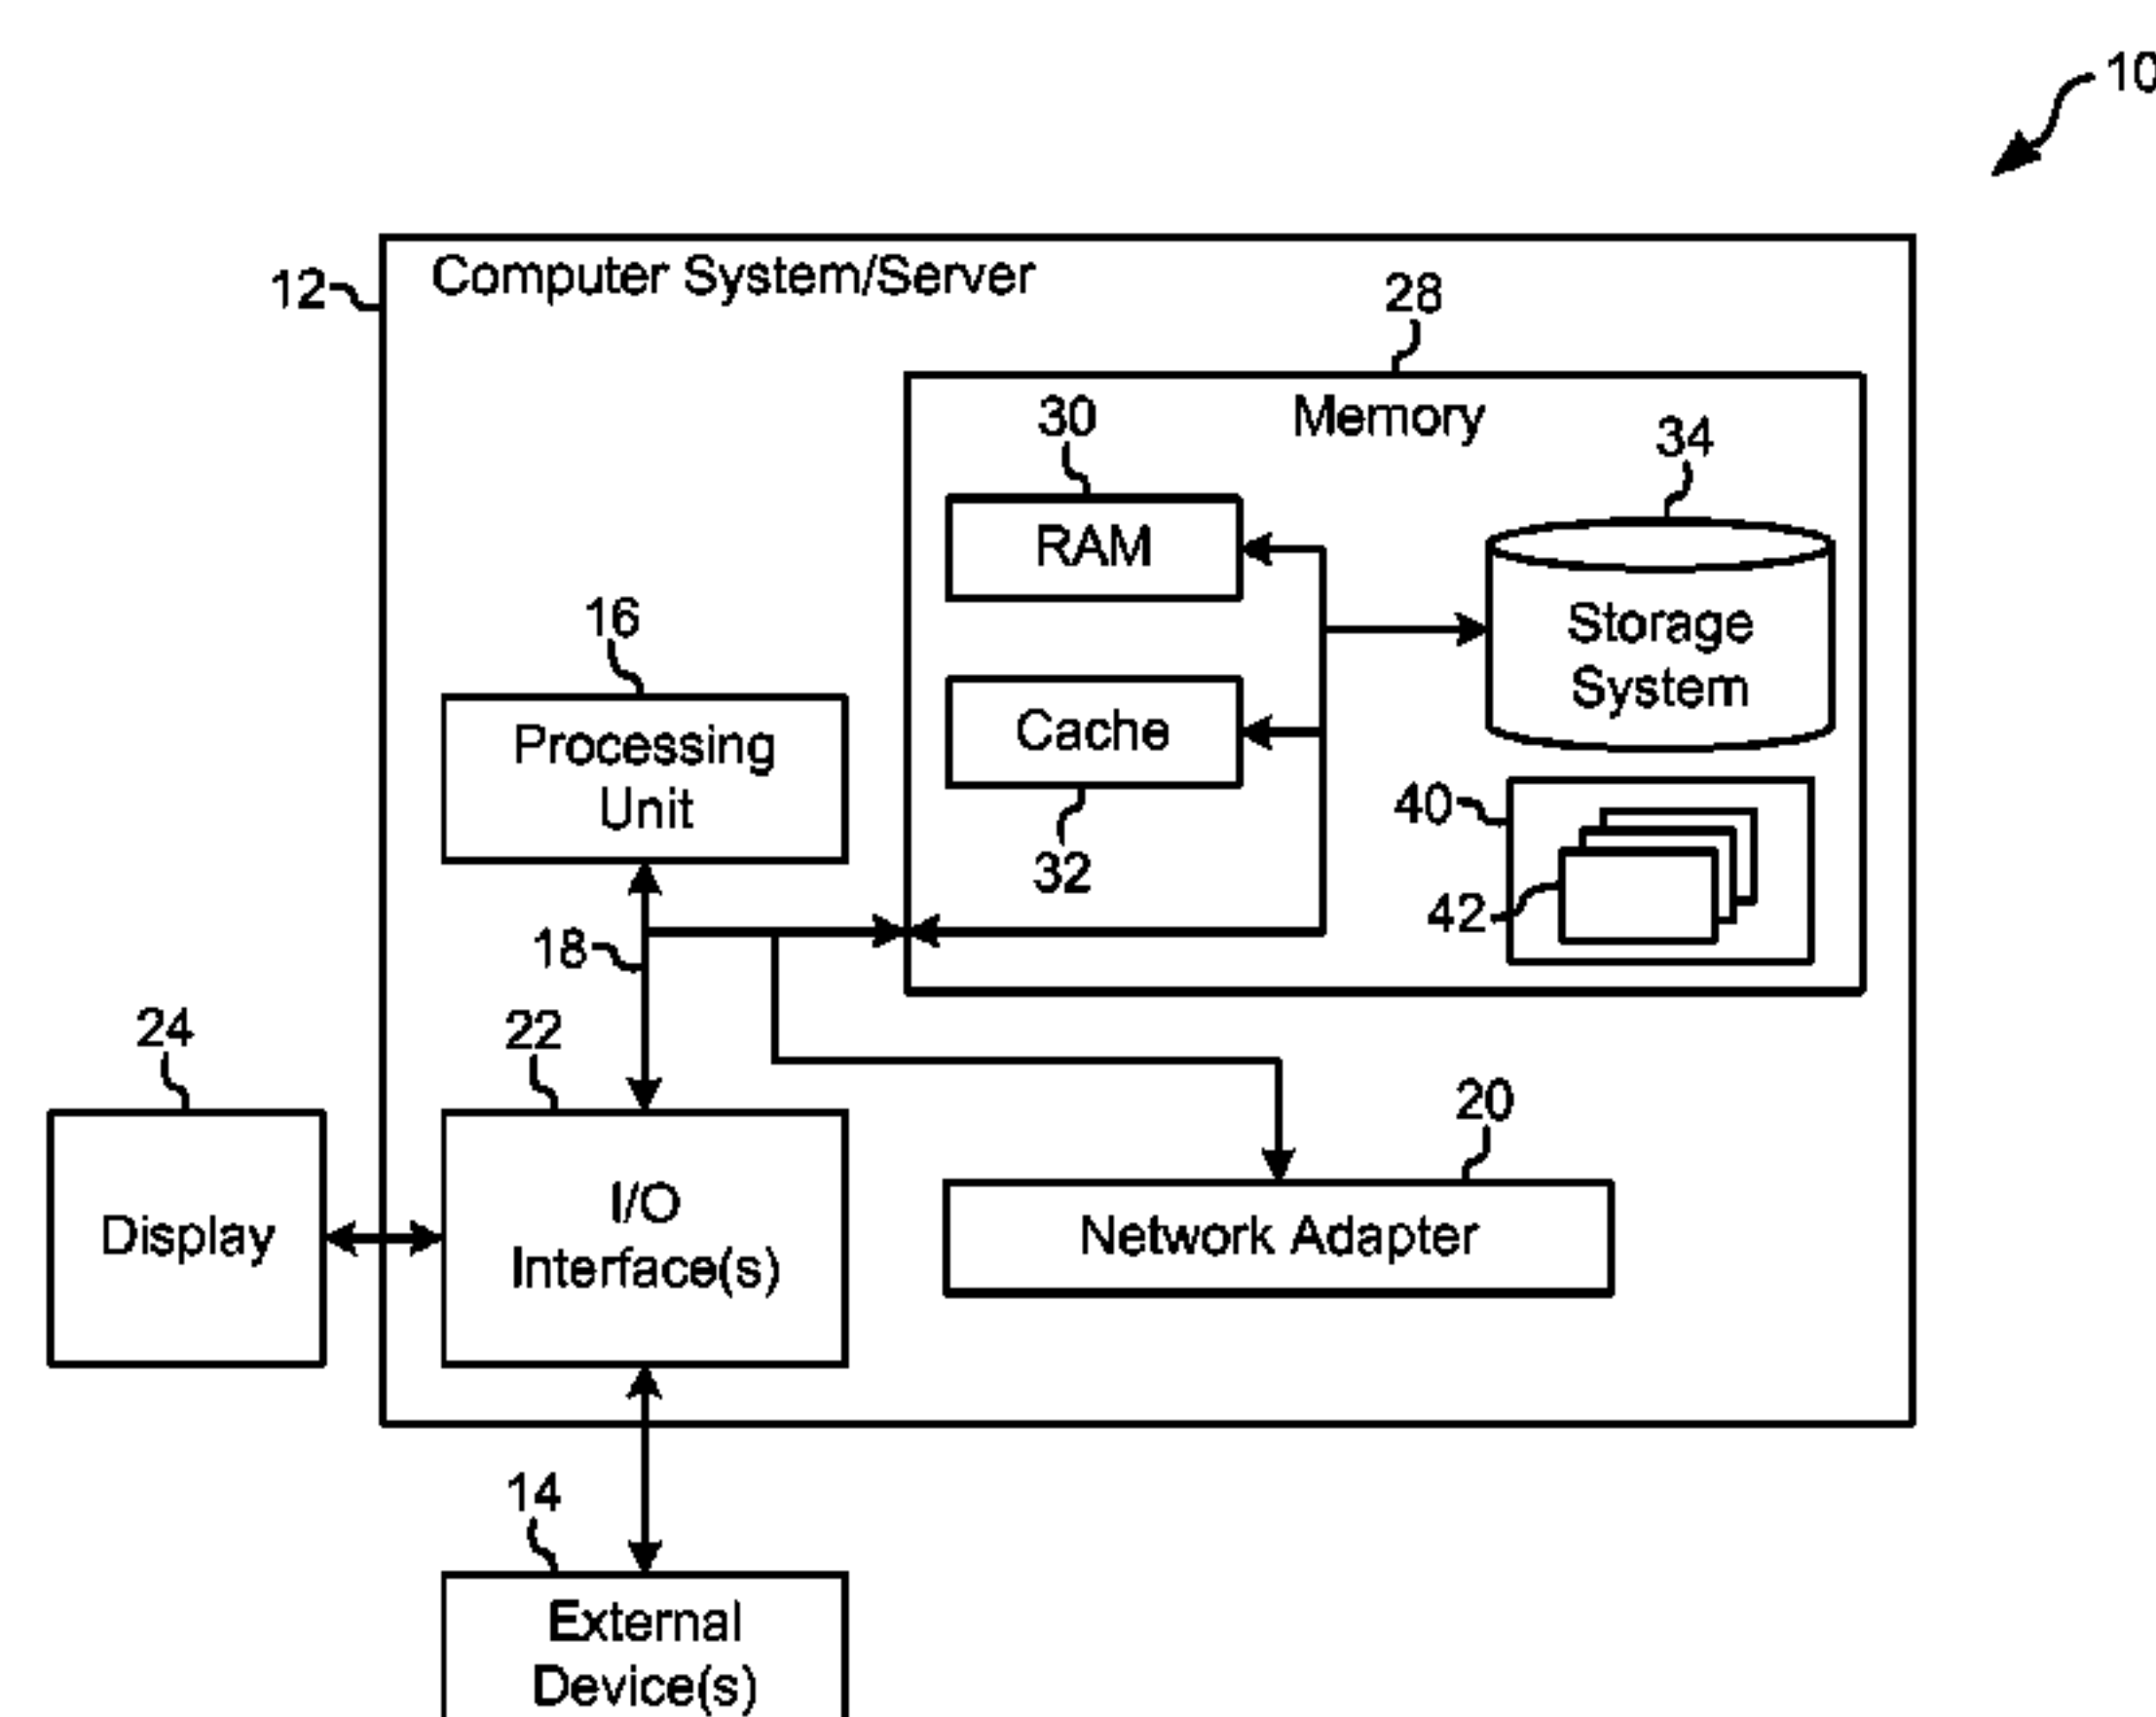 10
12
Computer System/Server
28
30
Memory
34
RAM
16
Storage
System
Processing
Unit
Cache
40
32
42
18
24
22
20
Display
I/O
Interface(s)
Network Adapter
14
External
Device(s)